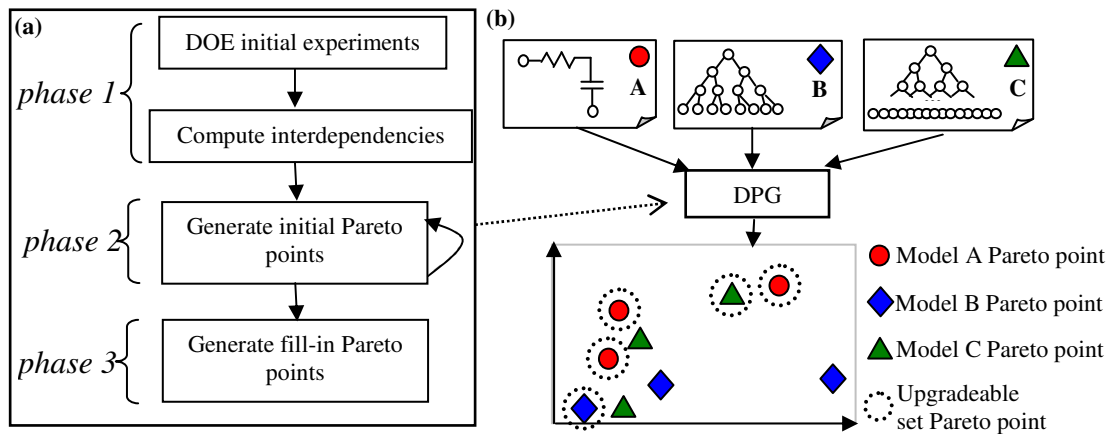 (a)
DOE initial experiments
phase 1
Compute interdependencies
phase 2
Generate initial Pareto
points
phase 3
Generate fill-in Pareto
points
(b)
A
B
C
DPG
Model A Pareto point
Model B Pareto point
Model C Pareto point
Upgradeable
set Pareto point